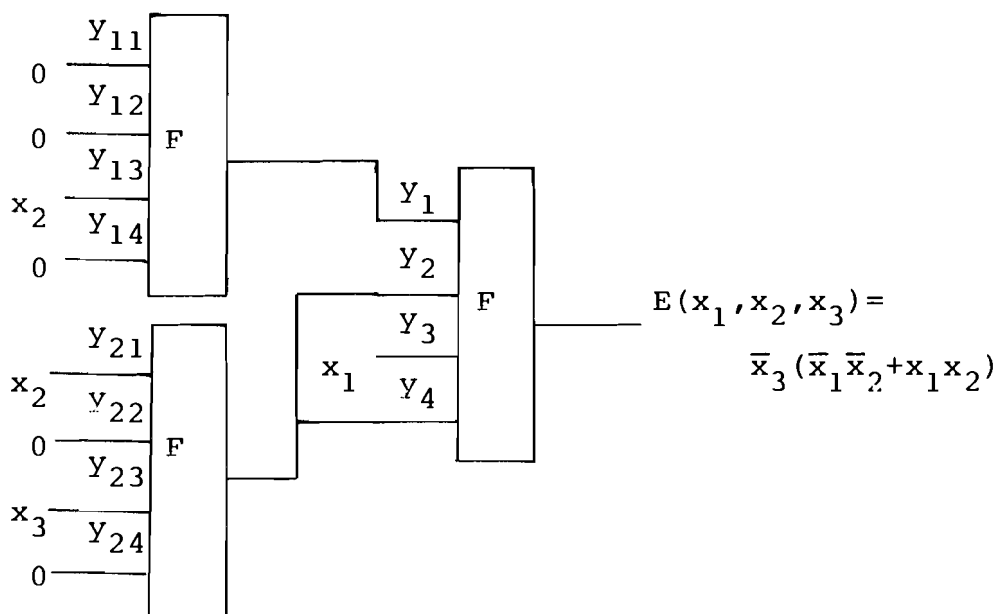 y₁₁
0
y₁₂
0
F
y₁₃
x₂
y₁₄
0
y₁
y₂
F
E(x₁,x₂,x₃)=
x̄₃(x̄₁x̄₂+x₁x₂)
y₃
x₁
y₄
y₂₁
x₂
y₂₂
0
F
y₂₃
x₃
y₂₄
0